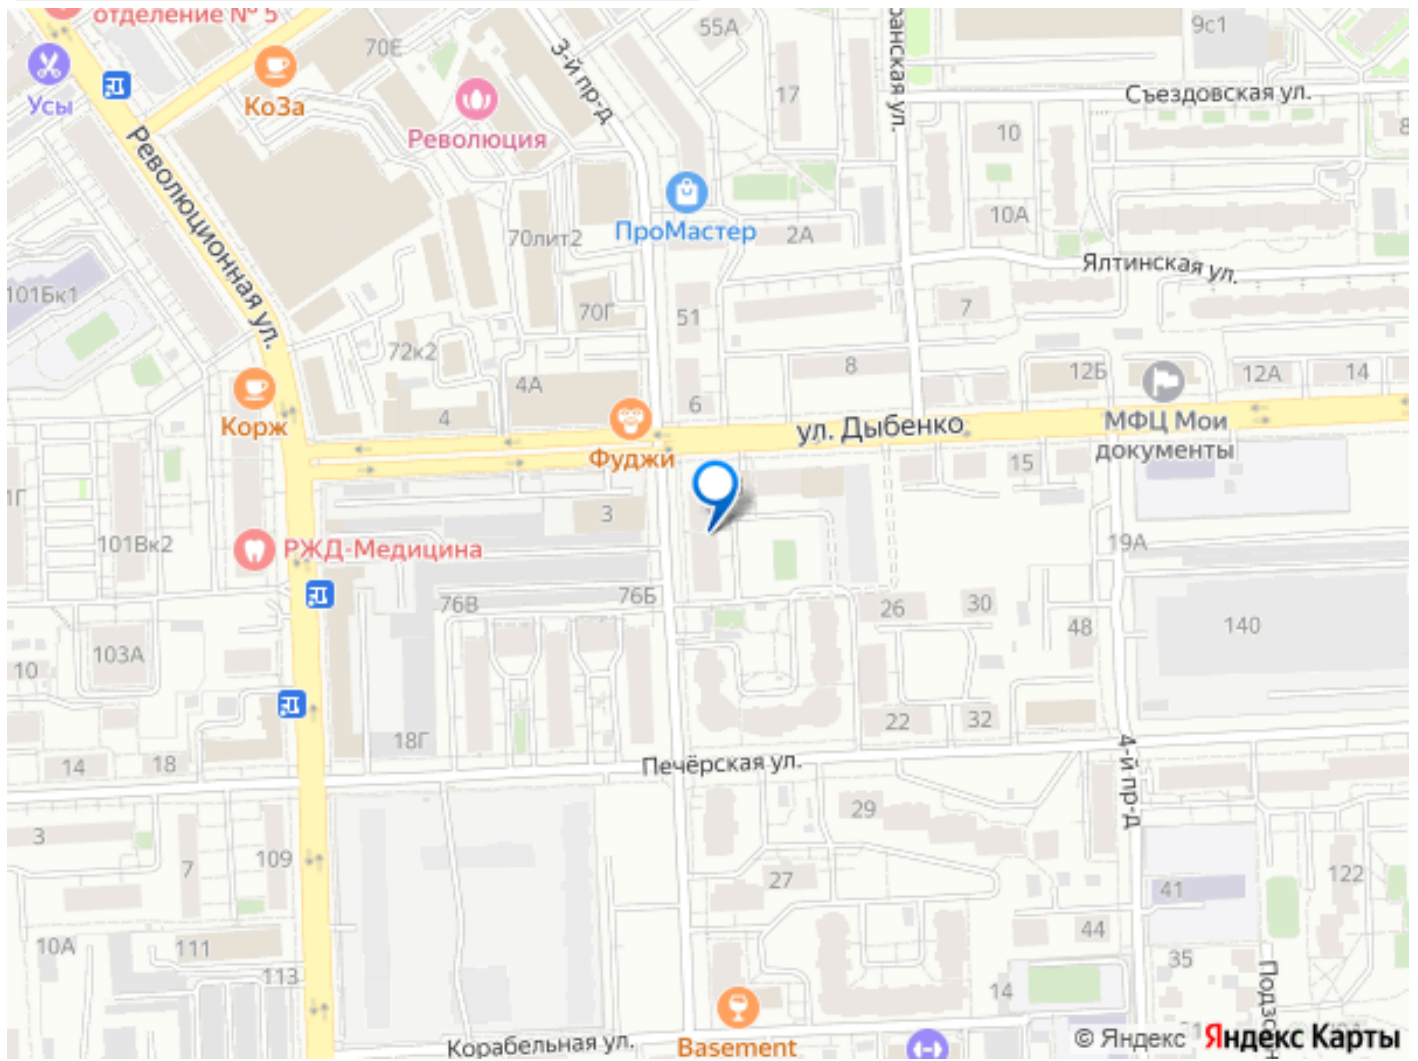 отделение № 5
55А
9с1
70Е
Усы
КоЗа
3-й пр-д
17
Съездовская ул.
Революция
10
Революционная ул.
10А
70лит2
ПроМастер
2А
Ялтинская ул.
101Бк1
70Г
51
7
72к2
8
12Б
12А
14
4А
6
4
Корж
ул. Дыбенко
МФЦ Мои
документы
Фуджи
15
3
101Вк2
РЖД-Медицина
19А
76В
76Б
26
30
48
140
103А
10
22
32
18Г
14
18
Печёрская ул.
4-й пр-д
3
29
109
7
27
41
122
10А
111
44
113
35
14
Корабельная ул.
Basement
© Яндекс
Яндекс Карты